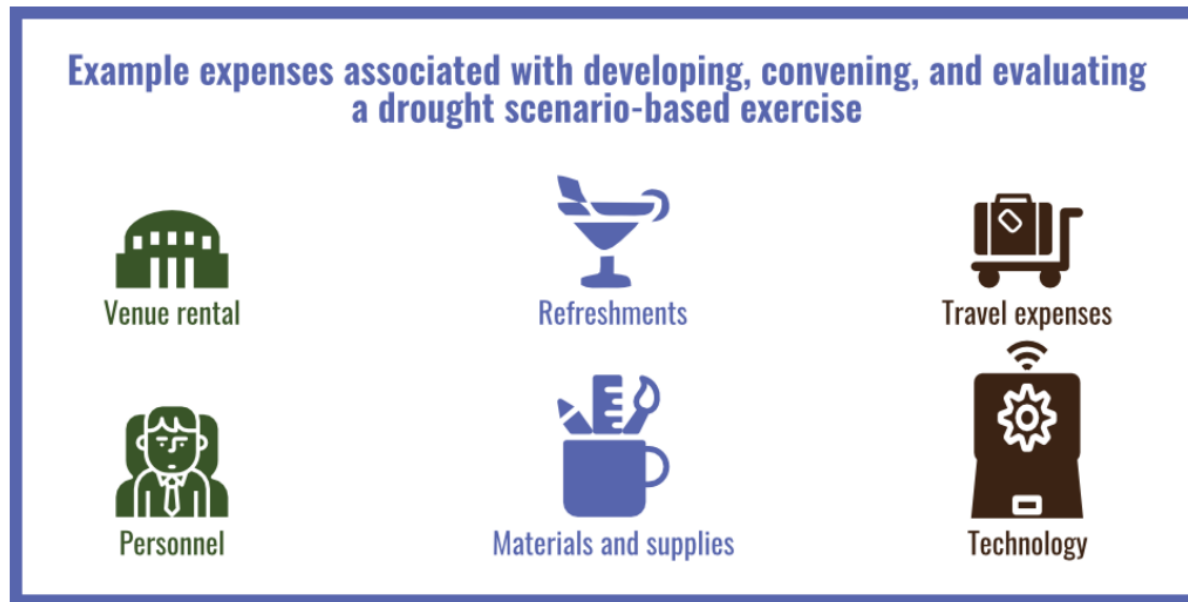 Example expenses associated with developing, convening, and evaluating
a drought scenario-based exercise
Venue rental
Refreshments
Travel expenses
Personnel
Materials and supplies
Technology